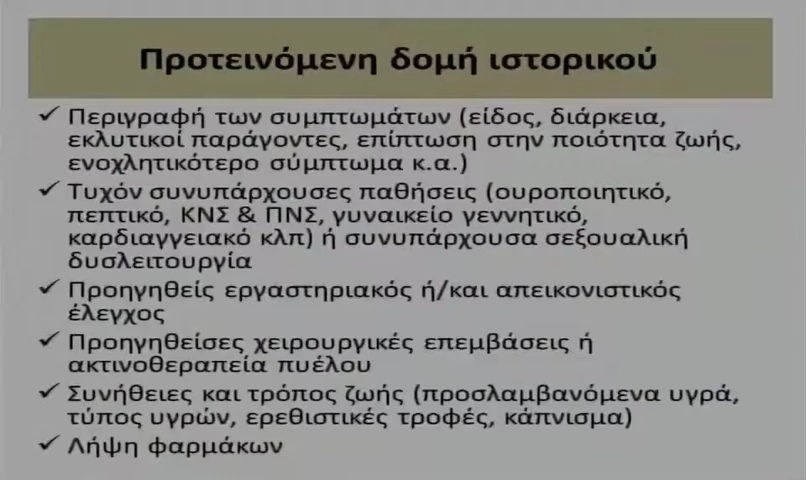 Προτεινόμενη δομή ιστορικού
✓ Περιγραφή των συμπτωμάτων (είδος, διάρκεια,
εκλυτικοί παράγοντες, επίπτωση στην ποιότητα ζωής,
ενοχλητικότερο σύμπτωμα κ.α.)
✓ Τυχόν συνυπάρχουσες παθήσεις (ουροποιητικό,
πεπτικό, ΚΝΣ & ΠΝΣ, γυναικείο γεννητικό,
καρδιαγγειακό κλπ) ή συνυπάρχουσα σεξουαλική
δυσλειτουργία
✓ Προηγηθείς εργαστηριακός ή/και απεικονιστικός
έλεγχος
✓ Προηγηθείσες χειρουργικές επεμβάσεις ή
ακτινοθεραπεία πυέλου
✓ Συνήθειες και τρόπος ζωής (προσλαμβανόμενα υγρά,
τύπος υγρών, ερεθιστικές τροφές, κάπνισμα)
✓ Λήψη φαρμάκων